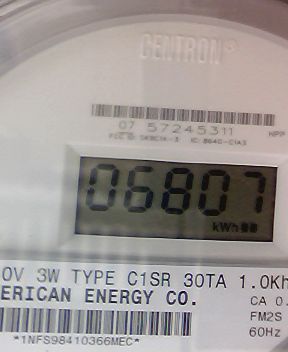 CENTRON®
07 57245311
HPP
06807
kWh
0V 3W TYPE C1SR 30TA 1.0Kh
ERICAN ENERGY CO.
CA 0.
FM2S
60Hz
*1NFS98410366MEC*